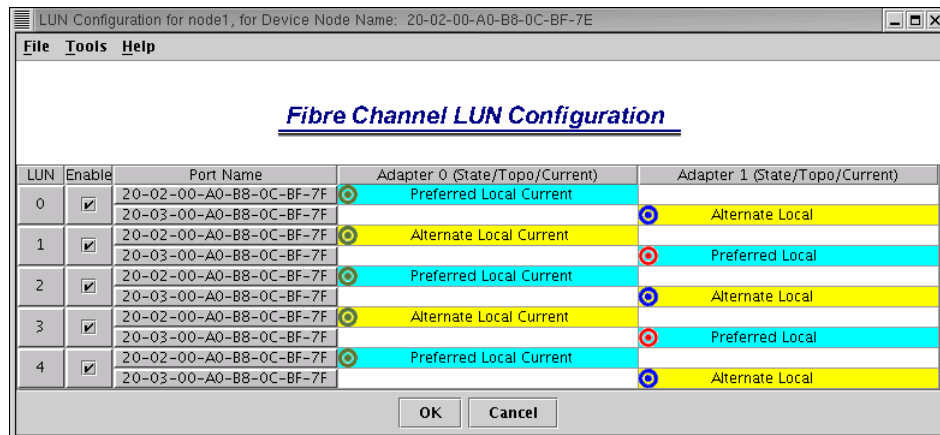 LUN Configuration for node1, for Device Node Name: 20-02-00-A0-B8-0C-BF-7E
File Tools Help
Fibre Channel LUN Configuration
LUN Enable Port Name Adapter 0 (State/Topo/Current) Adapter 1 (State/Topo/Current)
0 20-02-00-A0-B8-0C-BF-7F Preferred Local Current
20-03-00-A0-B8-0C-BF-7F Alternate Local
1 20-02-00-A0-B8-0C-BF-7F Alternate Local Current
20-03-00-A0-B8-0C-BF-7F Preferred Local
2 20-02-00-A0-B8-0C-BF-7F Preferred Local Current
20-03-00-A0-B8-0C-BF-7F Alternate Local
3 20-02-00-A0-B8-0C-BF-7F Alternate Local Current
20-03-00-A0-B8-0C-BF-7F Preferred Local
4 20-02-00-A0-B8-0C-BF-7F Preferred Local Current
20-03-00-A0-B8-0C-BF-7F Alternate Local
OK Cancel